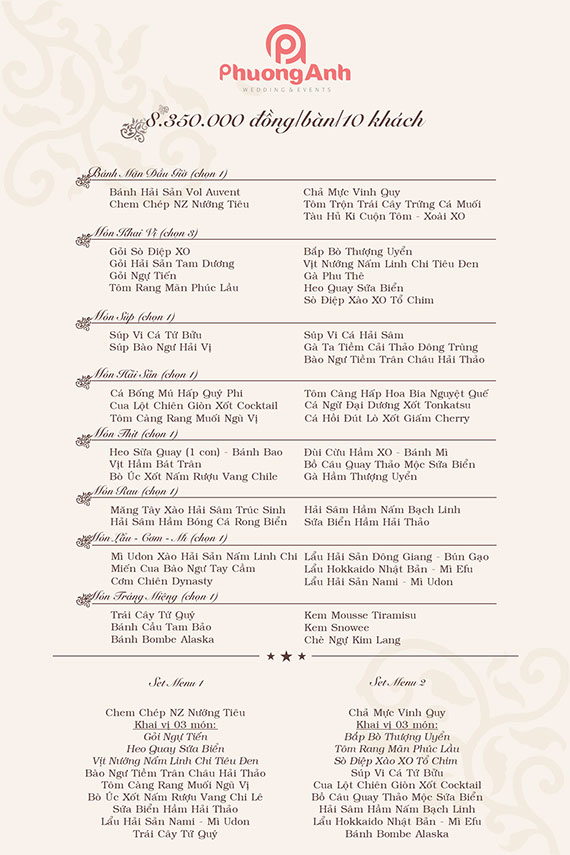 PhuongAnh
WEDDING & EVENTS
8.350.000 đồng/bàn/10 khách
Bánh Mặn Đầu Giờ (chọn 1)
Bánh Hải Sản Vol Auvent
Chem Chép NZ Nướng Tiêu
Chả Mực Vinh Quy
Tôm Trộn Trái Cây Trứng Cá Muối
Tàu Hủ Ki Cuộn Tôm - Xoài XO
Món Khai Vị (chọn 3)
Gỏi Sò Điệp XO
Gỏi Hải Sản Tam Dương
Gỏi Ngự Tiến
Tôm Rang Mãn Phúc Lầu
Bắp Bò Thượng Uyển
Vịt Nướng Nấm Linh Chi Tiêu Đen
Gà Phu Thê
Heo Quay Sữa Biển
Sò Điệp Xào XO Tổ Chim
Món Súp (chọn 1)
Súp Vi Cá Tứ Bửu
Súp Bào Ngư Hải Vị
Súp Vi Cá Hải Sâm
Gà Ta Tiềm Cải Thảo Đông Trùng
Bào Ngư Tiềm Trân Châu Hải Thảo
Món Hải Sản (chọn 1)
Cá Bống Mú Hấp Quý Phi
Cua Lột Chiên Giòn Xốt Cocktail
Tôm Càng Rang Muối Ngũ Vị
Tôm Càng Hấp Hoa Bia Nguyệt Quế
Cá Ngừ Đại Dương Xốt Tonkatsu
Cá Hồi Đút Lò Xốt Giấm Cherry
Món Thịt (chọn 1)
Heo Sữa Quay (1 con) - Bánh Bao
Vịt Hầm Bát Trân
Bò Úc Xốt Nấm Rượu Vang Chile
Đùi Cừu Hầm XO - Bánh Mì
Bồ Câu Quay Thảo Mộc Sữa Biển
Gà Hầm Thượng Uyển
Món Rau (chọn 1)
Măng Tây Xào Hải Sâm Trúc Sinh
Hải Sâm Hầm Bóng Cá Rong Biển
Hải Sâm Hầm Nấm Bạch Linh
Sữa Biển Hầm Hải Thảo
Món Lẩu - Cơm - Mì (chọn 1)
Mì Udon Xào Hải Sản Nấm Linh Chi
Miến Cua Bào Ngư Tay Cầm
Cơm Chiên Dynasty
Lẩu Hải Sản Đông Giang - Bún Gạo
Lẩu Hokkaido Nhật Bản - Mì Efu
Lẩu Hải Sản Nami - Mì Udon
Món Tráng Miệng (chọn 1)
Trái Cây Tứ Quý
Bánh Cầu Tam Bảo
Bánh Bombe Alaska
Kem Mousse Tiramisu
Kem Snowee
Chè Ngự Kim Lang
Set Menu 1
Chem Chép NZ Nướng Tiêu
Khai vị 03 món:
Gỏi Ngự Tiến
Heo Quay Sữa Biển
Vịt Nướng Nấm Linh Chi Tiêu Đen
Bào Ngư Tiềm Trân Châu Hải Thảo
Tôm Càng Rang Muối Ngũ Vị
Bò Úc Xốt Nấm Rượu Vang Chi Lê
Sữa Biển Hầm Hải Thảo
Lẩu Hải Sản Nami - Mì Udon
Trái Cây Tứ Quý
Set Menu 2
Chả Mực Vinh Quy
Khai vị 03 món:
Bắp Bò Thượng Uyển
Tôm Rang Mãn Phúc Lầu
Sò Điệp Xào XO Tổ Chim
Súp Vi Cá Tứ Bửu
Cua Lột Chiên Giòn Xốt Cocktail
Bồ Câu Quay Thảo Mộc Sữa Biển
Hải Sâm Hầm Nấm Bạch Linh
Lẩu Hokkaido Nhật Bản - Mì Efu
Bánh Bombe Alaska